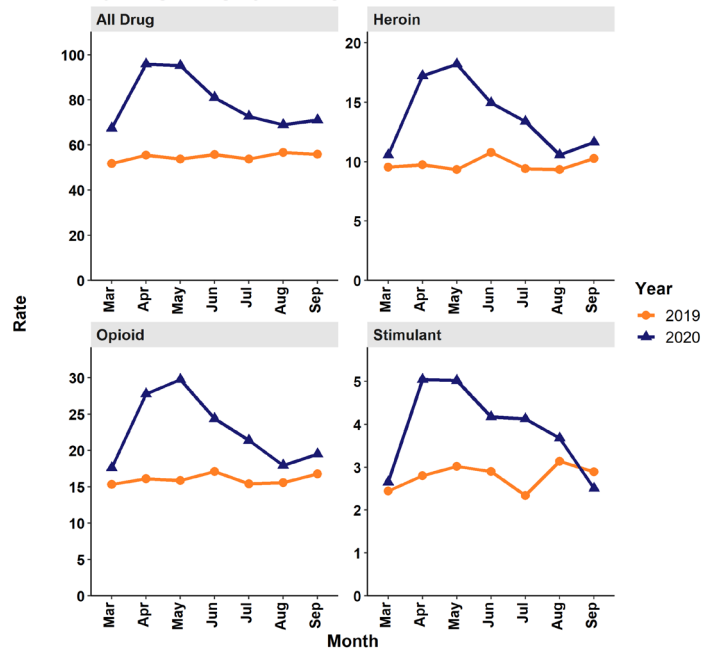 All Drug
100
80
60
40
20
0
Mar
Apr
May
Jun
Jul
Aug
Sep
Heroin
20
15
10
5
0
Mar
Apr
May
Jun
Jul
Aug
Sep
Rate
Opioid
30
25
20
15
10
5
0
Mar
Apr
May
Jun
Jul
Aug
Sep
Stimulant
5
4
3
2
1
0
Mar
Apr
May
Jun
Jul
Aug
Sep
Month
Year
2019
2020